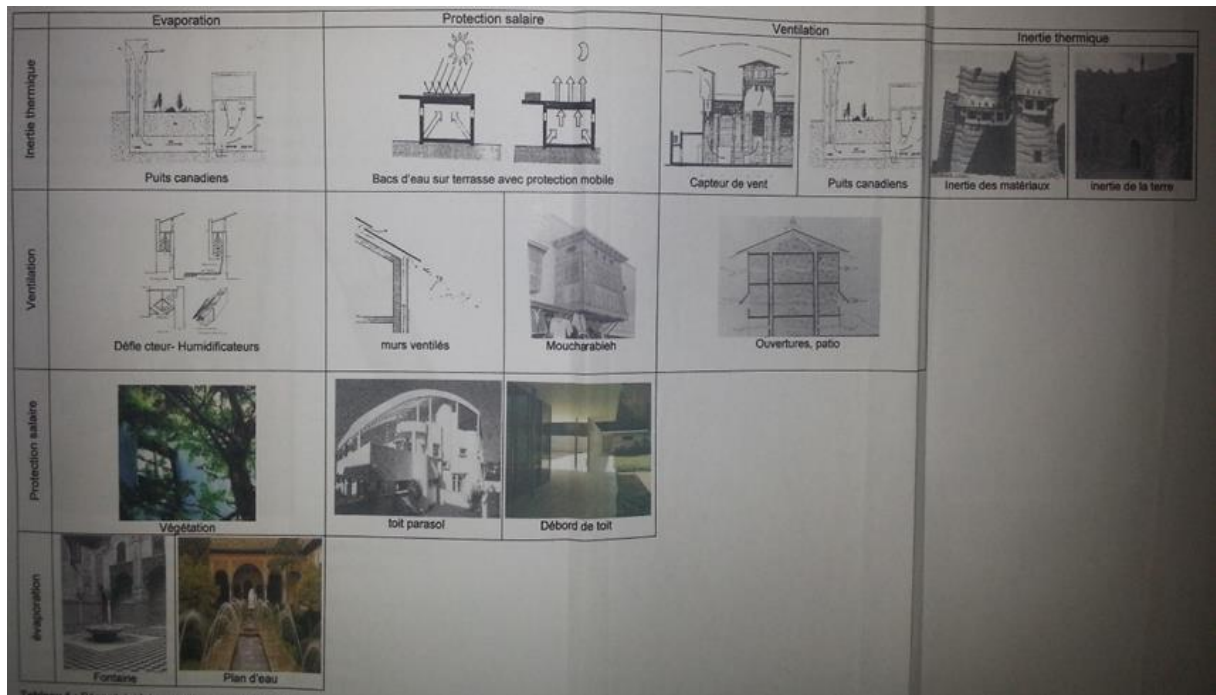 Evaporation
Protection salaire
Ventilation
Inertie thermique
Inertie thermique
Puits canadiens
Bacs d'eau sur terrasse avec protection mobile
Capteur de vent
Puits canadiens
Inertie des matériaux
inertie de la terre
Ventilation
Défle cteur- Humidificateurs
murs ventilés
Moucharabieh
Ouvertures, patio
Protection salaire
Végétation
toit parasol
Débord de toit
évaporation
Fontaine
Plan d'eau